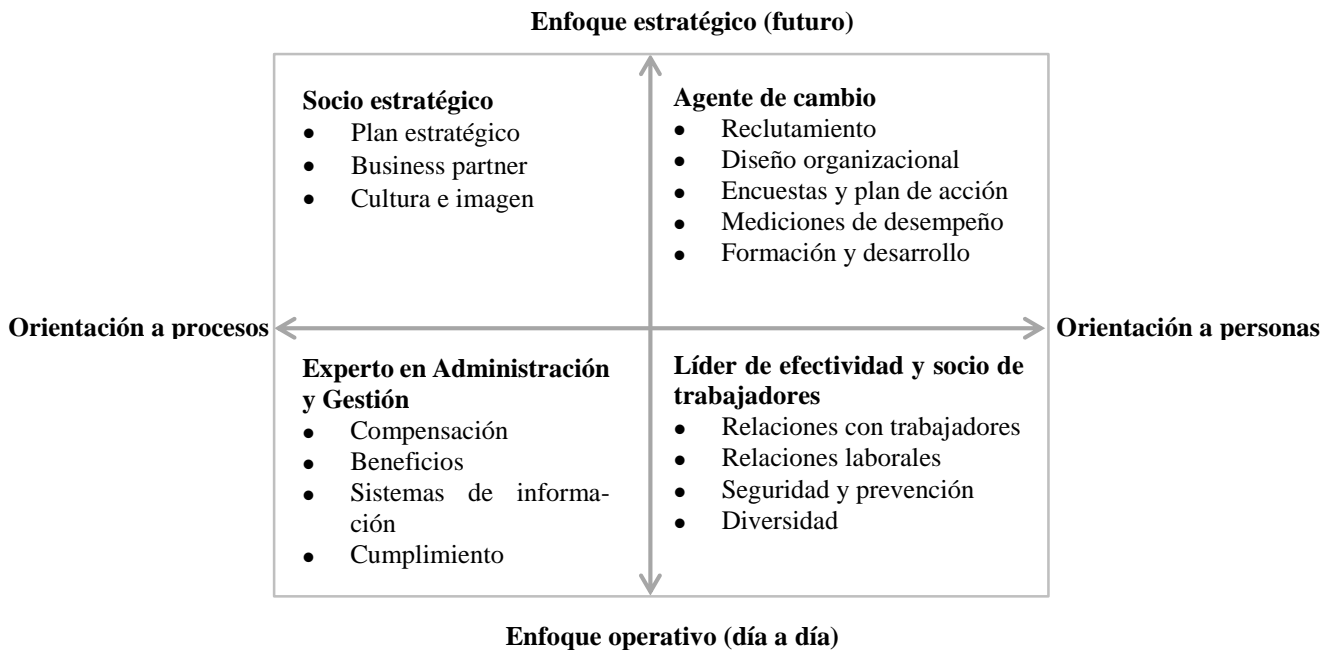 Enfoque estratégico (futuro)
Socio estratégico
• Plan estratégico
• Business partner
• Cultura e imagen
Agente de cambio
• Reclutamiento
• Diseño organizacional
• Encuestas y plan de acción
• Mediciones de desempeño
• Formación y desarrollo
Orientación a procesos
Orientación a personas
Experto en Administración
y Gestión
• Compensación
• Beneficios
• Sistemas de informa-
ción
• Cumplimiento
Líder de efectividad y socio de
trabajadores
• Relaciones con trabajadores
• Relaciones laborales
• Seguridad y prevención
• Diversidad
Enfoque operativo (día a día)